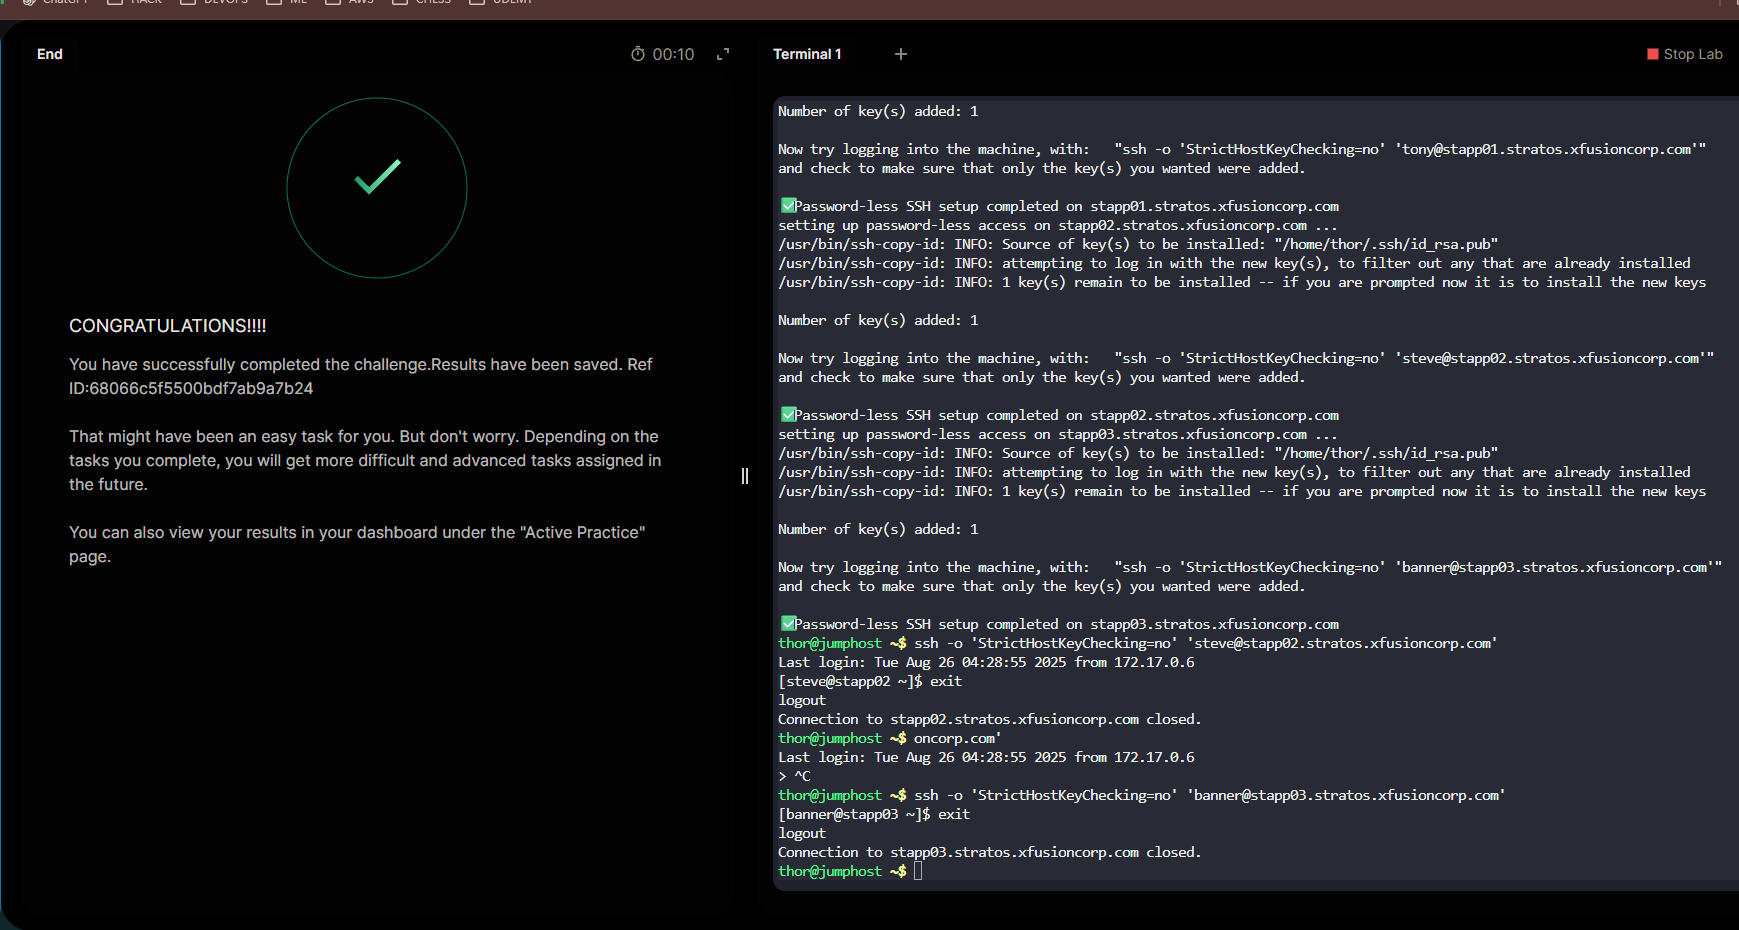 ChatGPT HACK DEVOPS ME AWS CHESS UDEMY
End
00:10
CONGRATULATIONS!!!!
You have successfully completed the challenge.Results have been saved. Ref
ID:68066c5f5500bdf7ab9a7b24
That might have been an easy task for you. But don't worry. Depending on the
tasks you complete, you will get more difficult and advanced tasks assigned in
the future.
You can also view your results in your dashboard under the "Active Practice"
page.
Terminal 1 +
Stop Lab
Number of key(s) added: 1
Now try logging into the machine, with:   "ssh -o 'StrictHostKeyChecking=no' 'tony@stapp01.stratos.xfusioncorp.com'"
and check to make sure that only the key(s) you wanted were added.
✅Password-less SSH setup completed on stapp01.stratos.xfusioncorp.com
setting up password-less access on stapp02.stratos.xfusioncorp.com ...
/usr/bin/ssh-copy-id: INFO: Source of key(s) to be installed: "/home/thor/.ssh/id_rsa.pub"
/usr/bin/ssh-copy-id: INFO: attempting to log in with the new key(s), to filter out any that are already installed
/usr/bin/ssh-copy-id: INFO: 1 key(s) remain to be installed -- if you are prompted now it is to install the new keys
Number of key(s) added: 1
Now try logging into the machine, with:   "ssh -o 'StrictHostKeyChecking=no' 'steve@stapp02.stratos.xfusioncorp.com'"
and check to make sure that only the key(s) you wanted were added.
✅Password-less SSH setup completed on stapp02.stratos.xfusioncorp.com
setting up password-less access on stapp03.stratos.xfusioncorp.com ...
/usr/bin/ssh-copy-id: INFO: Source of key(s) to be installed: "/home/thor/.ssh/id_rsa.pub"
/usr/bin/ssh-copy-id: INFO: attempting to log in with the new key(s), to filter out any that are already installed
/usr/bin/ssh-copy-id: INFO: 1 key(s) remain to be installed -- if you are prompted now it is to install the new keys
Number of key(s) added: 1
Now try logging into the machine, with:   "ssh -o 'StrictHostKeyChecking=no' 'banner@stapp03.stratos.xfusioncorp.com'"
and check to make sure that only the key(s) you wanted were added.
✅Password-less SSH setup completed on stapp03.stratos.xfusioncorp.com
thor@jumphost ~$ ssh -o 'StrictHostKeyChecking=no' 'steve@stapp02.stratos.xfusioncorp.com'
Last login: Tue Aug 26 04:28:55 2025 from 172.17.0.6
[steve@stapp02 ~]$ exit
logout
Connection to stapp02.stratos.xfusioncorp.com closed.
thor@jumphost ~$ oncorp.com'
Last login: Tue Aug 26 04:28:55 2025 from 172.17.0.6
> ^C
thor@jumphost ~$ ssh -o 'StrictHostKeyChecking=no' 'banner@stapp03.stratos.xfusioncorp.com'
[banner@stapp03 ~]$ exit
logout
Connection to stapp03.stratos.xfusioncorp.com closed.
thor@jumphost ~$